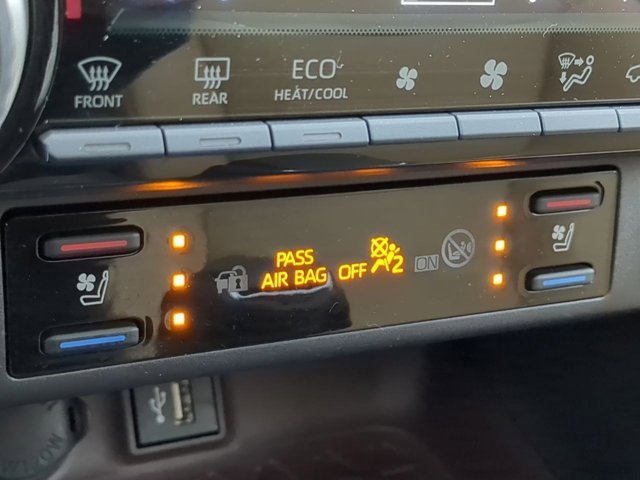 FRONT
REAR
ECO
HEAT/COOL
PASS
AIR BAG OFF 2 ON